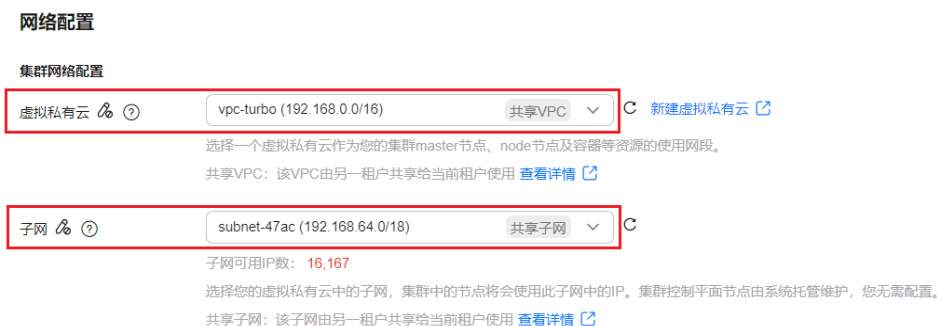 网络配置
集群网络配置
虚拟私有云 vpc-turbo (192.168.0.0/16) 共享VPC 新建虚拟私有云
选择一个虚拟私有云作为您的集群master节点、node节点及容器等资源的使用网段。
共享VPC：该VPC由另一租户共享给当前租户使用 查看详情
子网 subnet-47ac (192.168.64.0/18) 共享子网
子网可用IP数： 16,167
选择您的虚拟私有云中的子网，集群中的节点将会使用此子网中的IP。集群控制平面节点由系统托管维护，您无需配置。
共享子网：该子网由另一租户共享给当前租户使用 查看详情